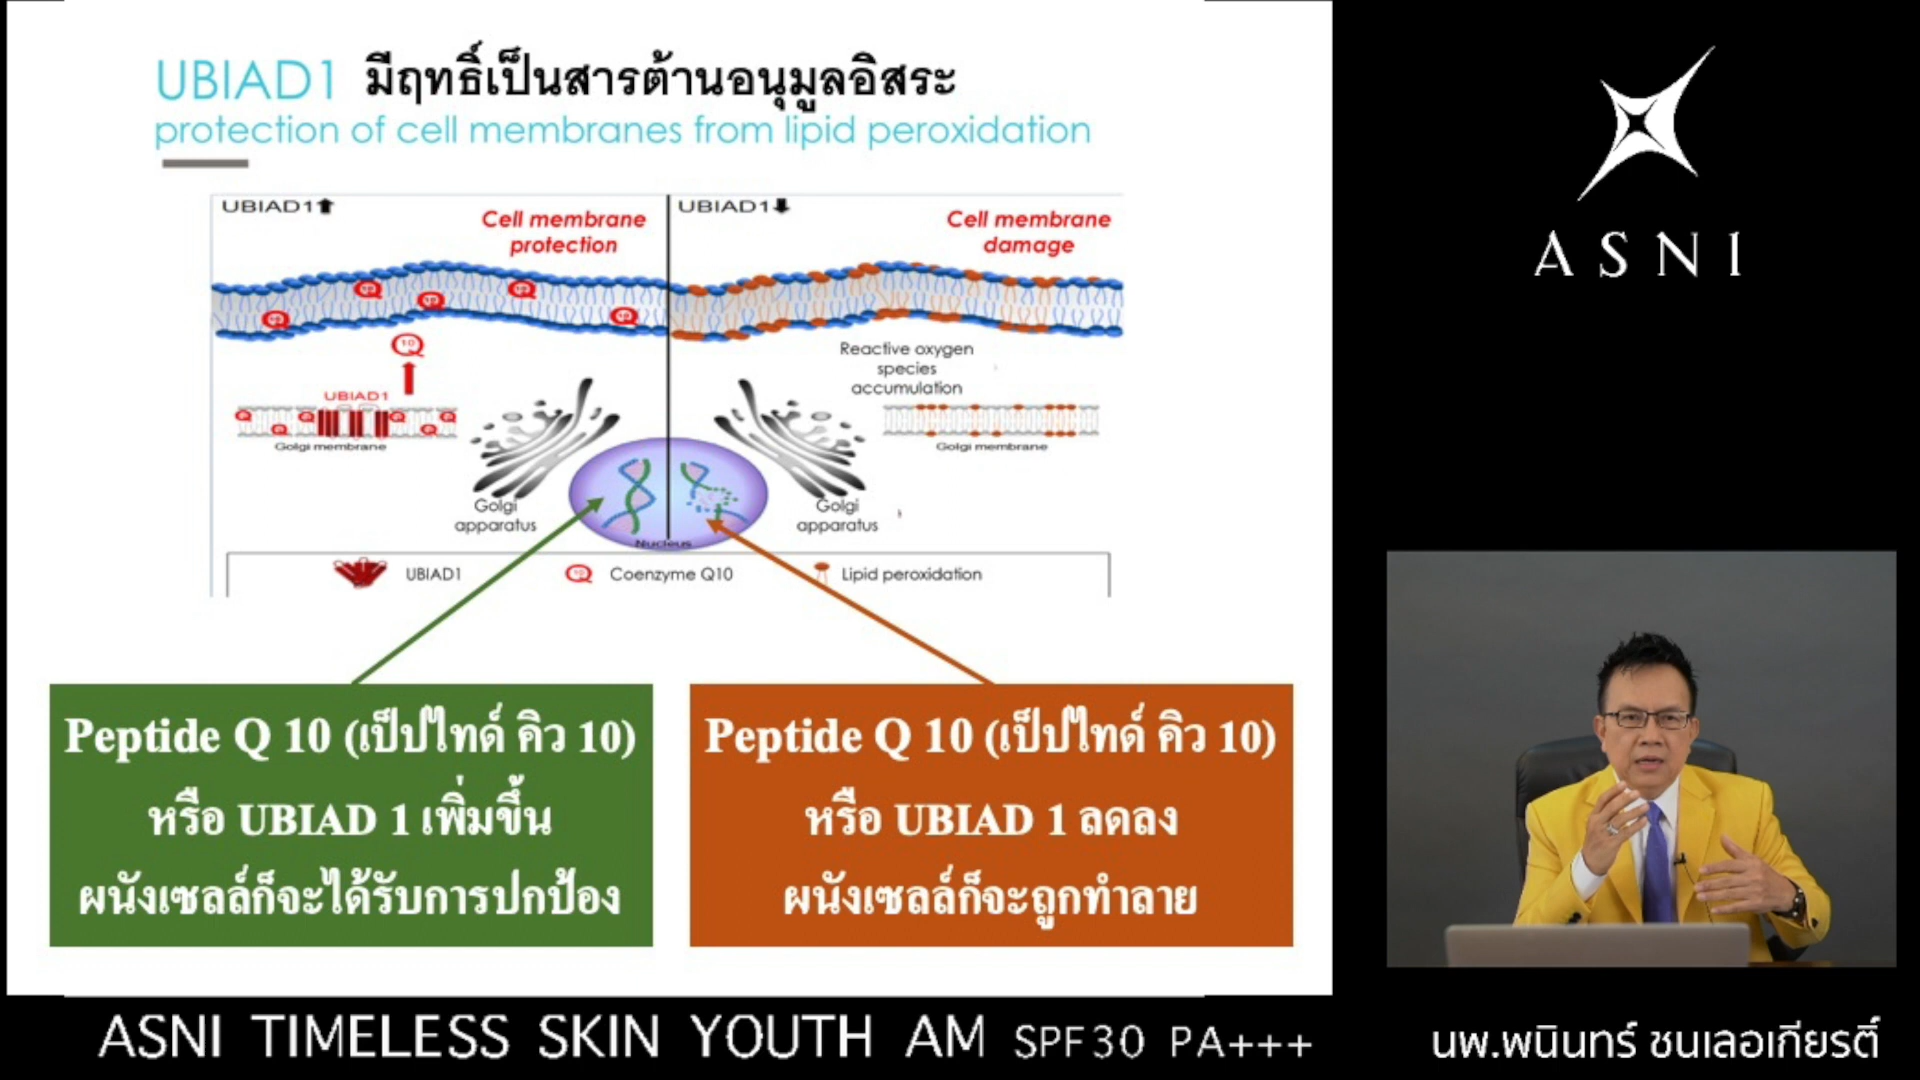 UBIAD1 มีฤทธิ์เป็นสารต้านอนุมูลอิสระ
protection of cell membranes from lipid peroxidation
UBIAD1
Cell membrane
protection
UBIAD1
Cell membrane
damage
Q10
Q10
Q10
Q10
Q10
Q10
Reactive oxygen
species
accumulation
UBIAD1
Golgi membrane
Golgi membrane
Golgi
apparatus
Golgi
apparatus
Nucleus
UBIAD1
Q10
Coenzyme Q10
Lipid peroxidation
Peptide Q 10 (เป็ปไทด์ คิว 10)
หรือ UBIAD 1 เพิ่มขึ้น
ผนังเซลล์ก็จะได้รับการปกป้อง
Peptide Q 10 (เป็ปไทด์ คิว 10)
หรือ UBIAD 1 ลดลง
ผนังเซลล์ก็จะถูกทำลาย
ASNI
ASNI TIMELESS SKIN YOUTH AM SPF30 PA+++
นพ.พนินทร์ ชนเลอเกียรติ์